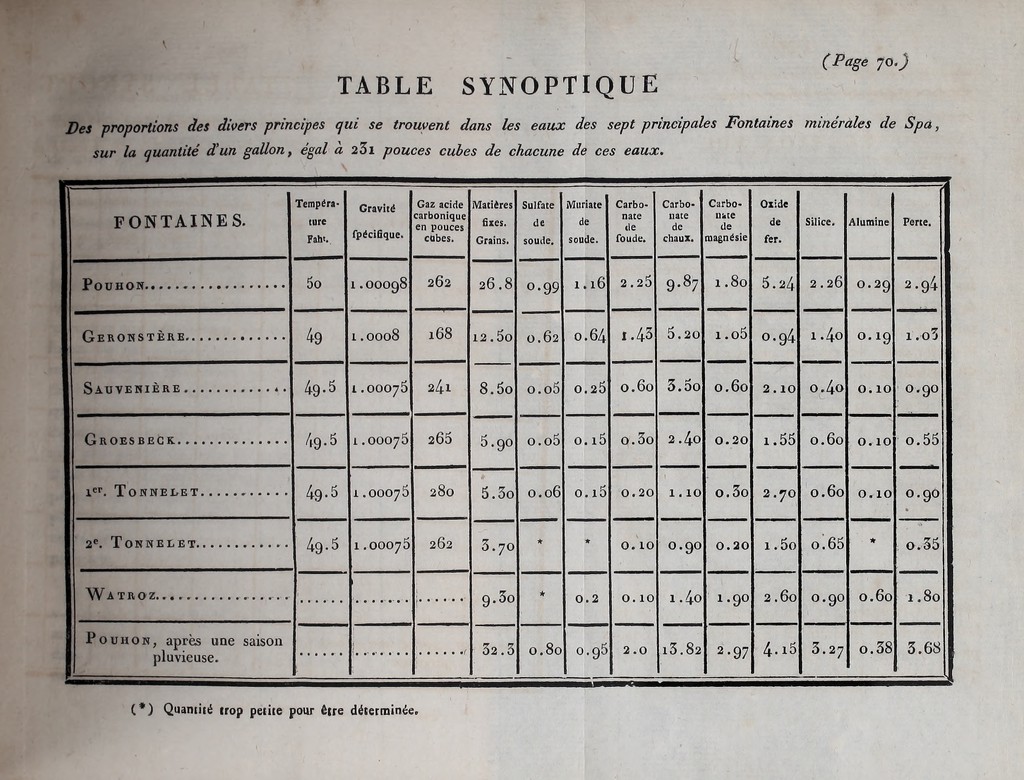 (Page 70.)
TABLE SYNOPTIQUE
Des proportions des divers principes qui se trouvent dans les eaux des sept principales Fontaines minérales de Spa,
sur la quantité d'un gallon, égal à 231 pouces cubes de chacune de ces eaux.
FONTAINES. | Tempéra-ture Faht. | Gravité spécifique. | Gaz acide carbonique en pouces cubes. | Matières fixes. Grains. | Sulfate de soude. | Muriate de soude. | Carbo-nate de soude. | Carbo-nate de chaux. | Carbo-nate de magnésie | Oxide de fer. | Silice. | Alumine | Perte.
POUHON.................. 50 1.00098 262 26.8 0.99 1.16 2.25 9.87 1.80 5.24 2.26 0.29 2.94
GERONSTÈRE............. 49 1.0008 168 12.50 0.62 0.64 1.43 5.20 1.05 0.94 1.40 0.19 1.03
SAUVENIÈRE............. 49.5 1.00075 241 8.50 0.05 0.25 0.60 3.50 0.60 2.10 0.40 0.10 0.90
GROESBECK.............. 49.5 1.00075 265 5.90 0.05 0.15 0.30 2.40 0.20 1.55 0.60 0.10 0.55
1er. TONNELET........... 49.5 1.00075 280 5.30 0.06 0.15 0.20 1.10 0.30 2.70 0.60 0.10 0.90
2e. TONNELET............ 49.5 1.00075 262 3.70 * * 0.10 0.90 0.20 1.50 0.65 * 0.35
WATROZ................. ...... ....... ...... 9.30 * 0.2 0.10 1.40 1.90 2.60 0.90 0.60 1.80
POUHON, après une saison
pluvieuse. ...... ....... ...... 32.3 0.80 0.95 2.0 13.82 2.97 4.15 3.27 0.38 3.68
(*) Quantité trop petite pour être déterminée.